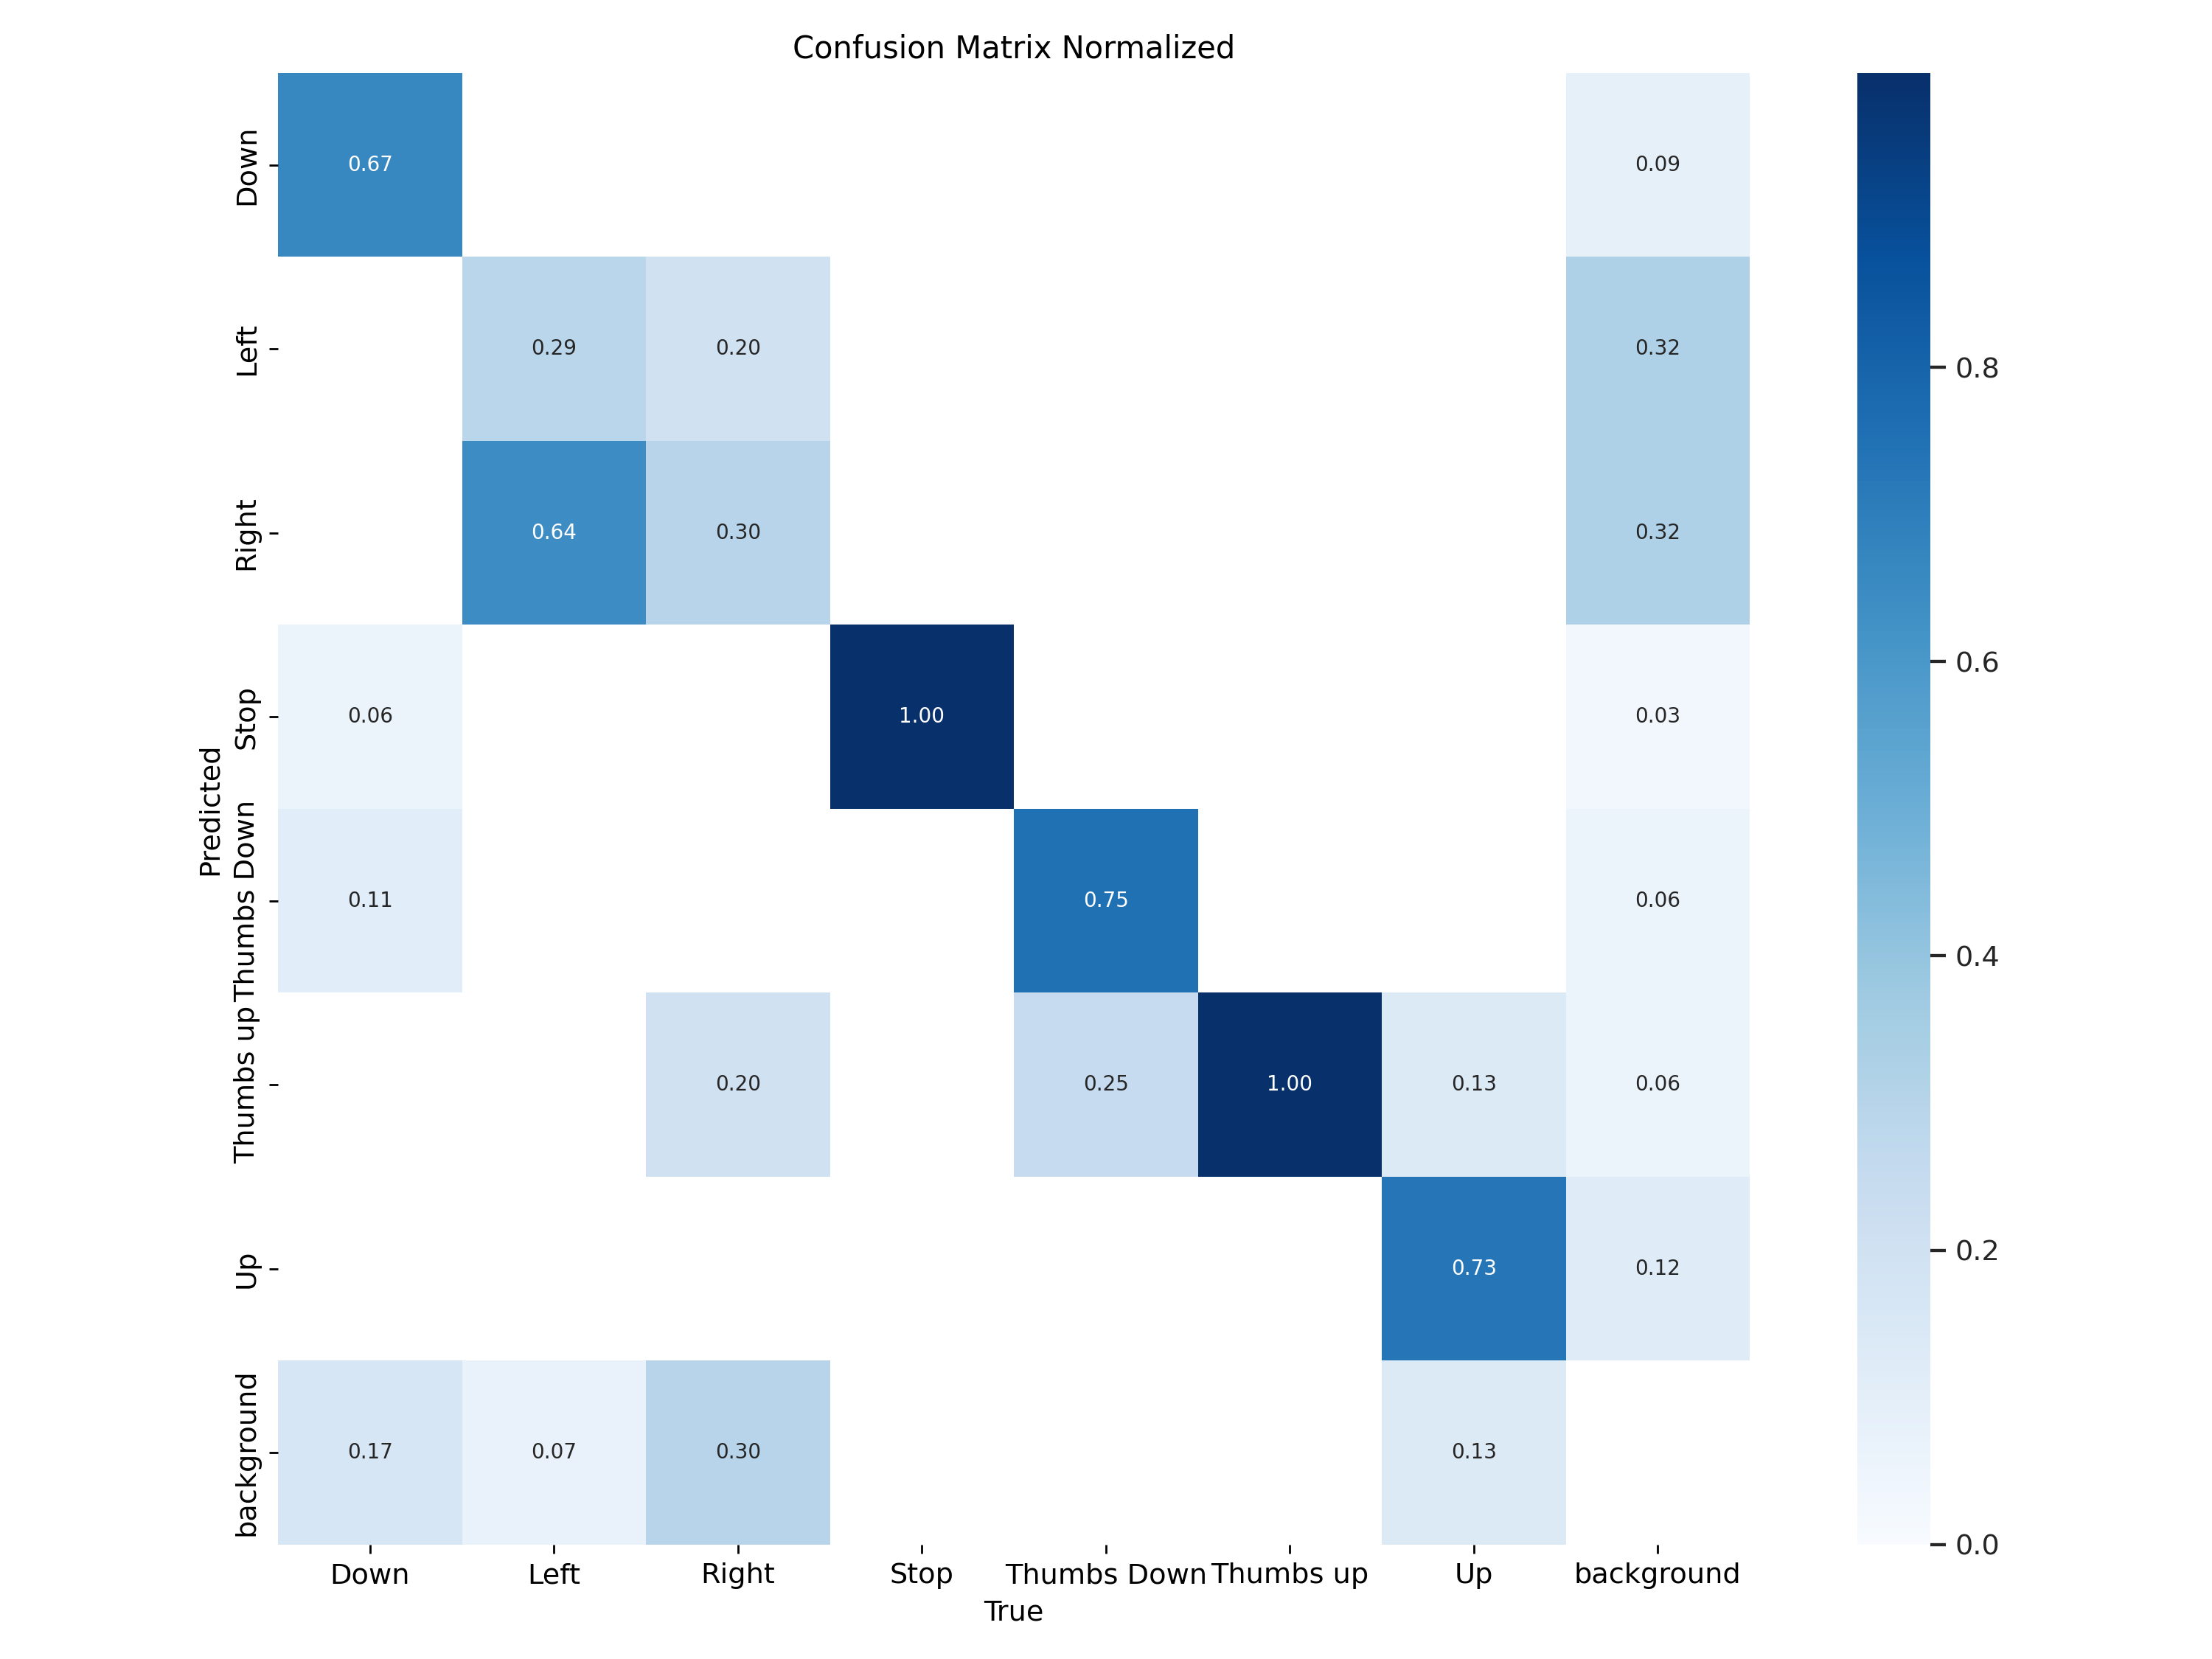 Confusion Matrix Normalized
Down
0.67
0.09
Left
0.29
0.20
0.32
Right
0.64
0.30
0.32
Stop
0.06
1.00
0.03
Thumbs Down
0.11
0.75
0.06
Thumbs up
0.20
0.25
1.00
0.13
0.06
Up
0.73
0.12
background
0.17
0.07
0.30
0.13
Predicted
Down
Left
Right
Stop
Thumbs Down
Thumbs up
Up
background
True
0.8
0.6
0.4
0.2
0.0